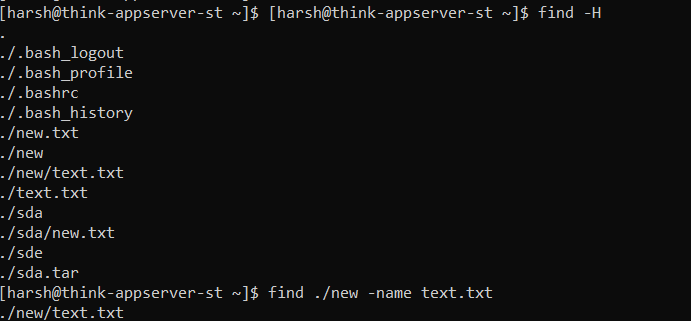 [harsh@think-appserver-st ~]$ [harsh@think-appserver-st ~]$ find -H
.
./.bash_logout
./.bash_profile
./.bashrc
./.bash_history
./new.txt
./new
./new/text.txt
./text.txt
./sda
./sda/new.txt
./sde
./sda.tar
[harsh@think-appserver-st ~]$ find ./new -name text.txt
./new/text.txt